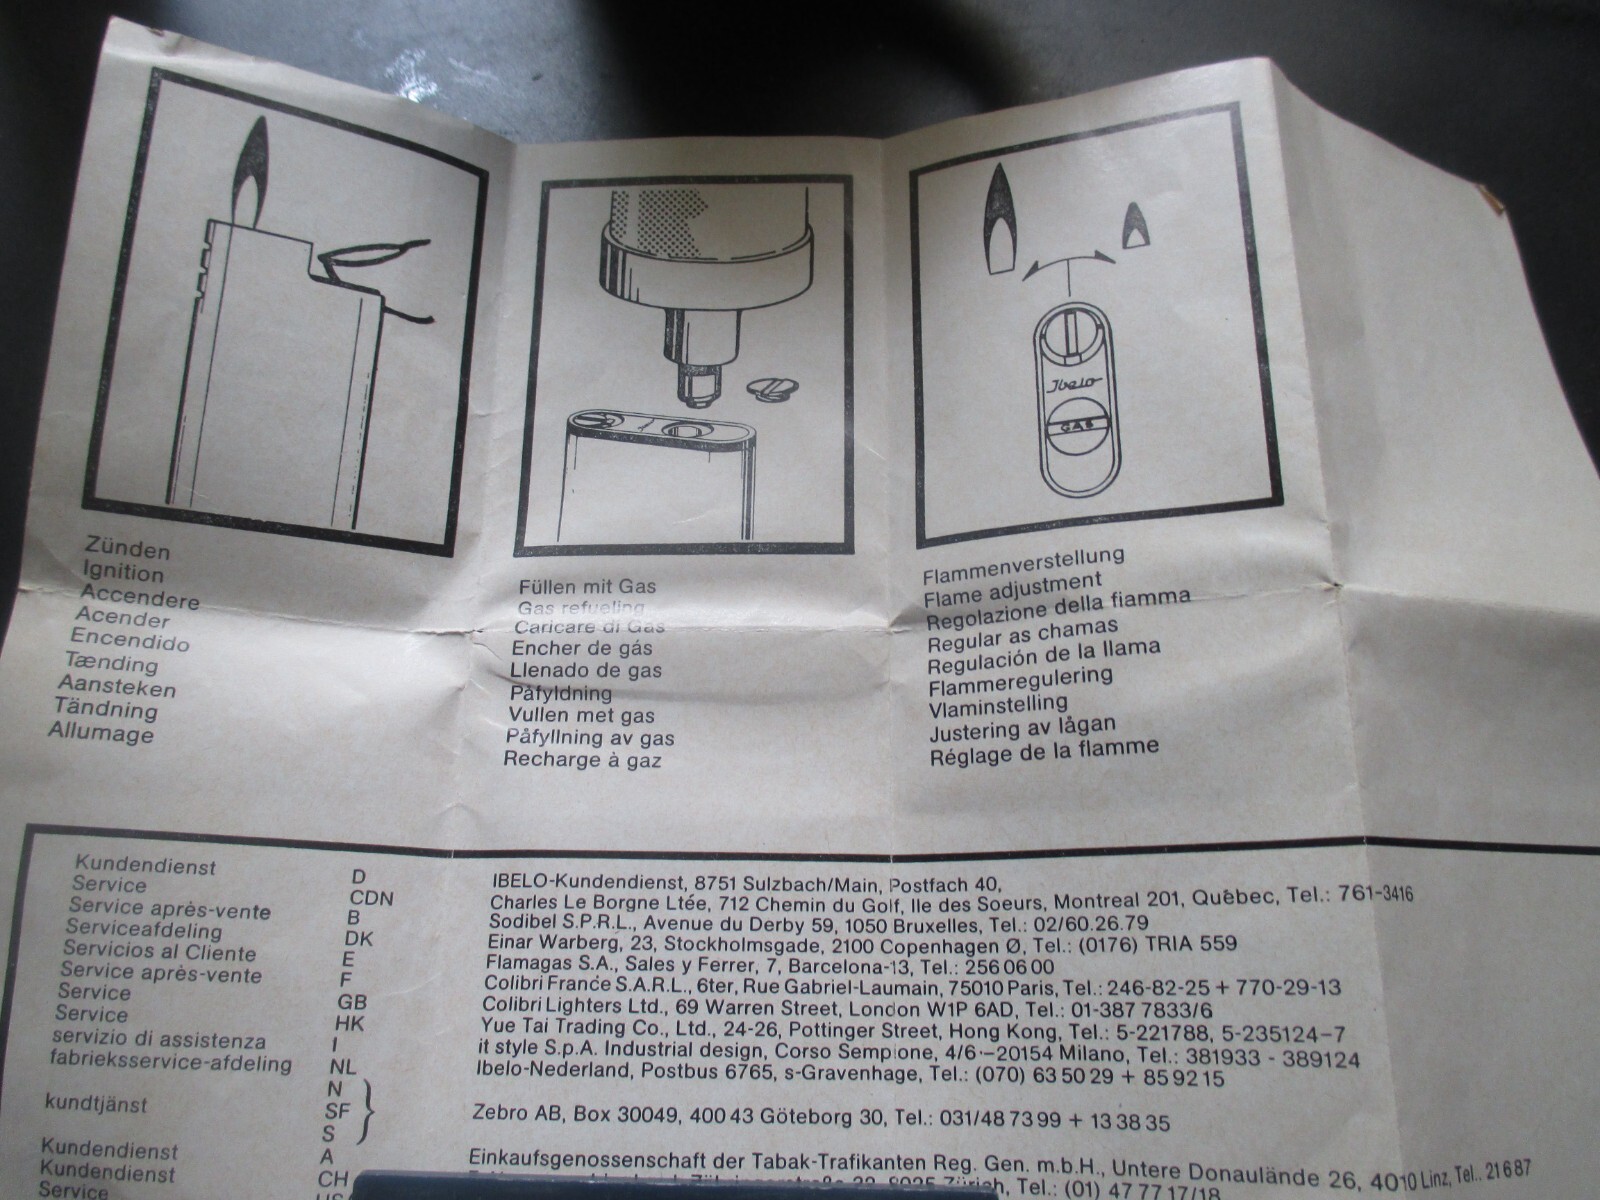 Zünden
Ignition
Accendere
Acender
Encendido
Tænding
Aansteken
Tändning
Allumage
Füllen mit Gas
Gas refueling
Caricare di Gas
Encher de gás
Llenado de gas
Påfyldning
Vullen met gas
Påfyllning av gas
Recharge à gaz
Ibelo
GAS
Flammenverstellung
Flame adjustment
Regolazione della fiamma
Regular as chamas
Regulación de la llama
Flammeregulering
Vlaminstelling
Justering av lågan
Réglage de la flamme
Kundendienst D IBELO-Kundendienst, 8751 Sulzbach/Main, Postfach 40,
Service CDN Charles Le Borgne Ltée, 712 Chemin du Golf, Ile des Soeurs, Montreal 201, Québec, Tel.: 761-3416
Service après-vente B Sodibel S.P.R.L., Avenue du Derby 59, 1050 Bruxelles, Tel.: 02/60.26.79
Serviceafdeling DK Einar Warberg, 23, Stockholmsgade, 2100 Copenhagen Ø, Tel.: (0176) TRIA 559
Servicios al Cliente E Flamagas S.A., Sales y Ferrer, 7, Barcelona-13, Tel.: 256 06 00
Service après-vente F Colibri France S.A.R.L., 6ter, Rue Gabriel-Laumain, 75010 Paris, Tel.: 246-82-25 + 770-29-13
Service GB Colibri Lighters Ltd., 69 Warren Street, London W1P 6AD, Tel.: 01-387 7833/6
Service HK Yue Tai Trading Co., Ltd., 24-26, Pottinger Street, Hong Kong, Tel.: 5-221788, 5-235124-7
servizio di assistenza I it style S.p.A. Industrial design, Corso Sempione, 4/6-20154 Milano, Tel.: 381933 - 389124
fabrieksservice-afdeling NL Ibelo-Nederland, Postbus 6765, s-Gravenhage, Tel.: (070) 63 50 29 + 85 92 15
N
kundtjänst SF } Zebro AB, Box 30049, 400 43 Göteborg 30, Tel.: 031/48 73 99 + 13 38 35
S
Kundendienst A Einkaufsgenossenschaft der Tabak-Trafikanten Reg. Gen. m.b.H., Untere Donaulände 26, 4010 Linz, Tel.. 21687
Kundendienst CH Zürich, Tel.: (01) 47 77 17/18
Service